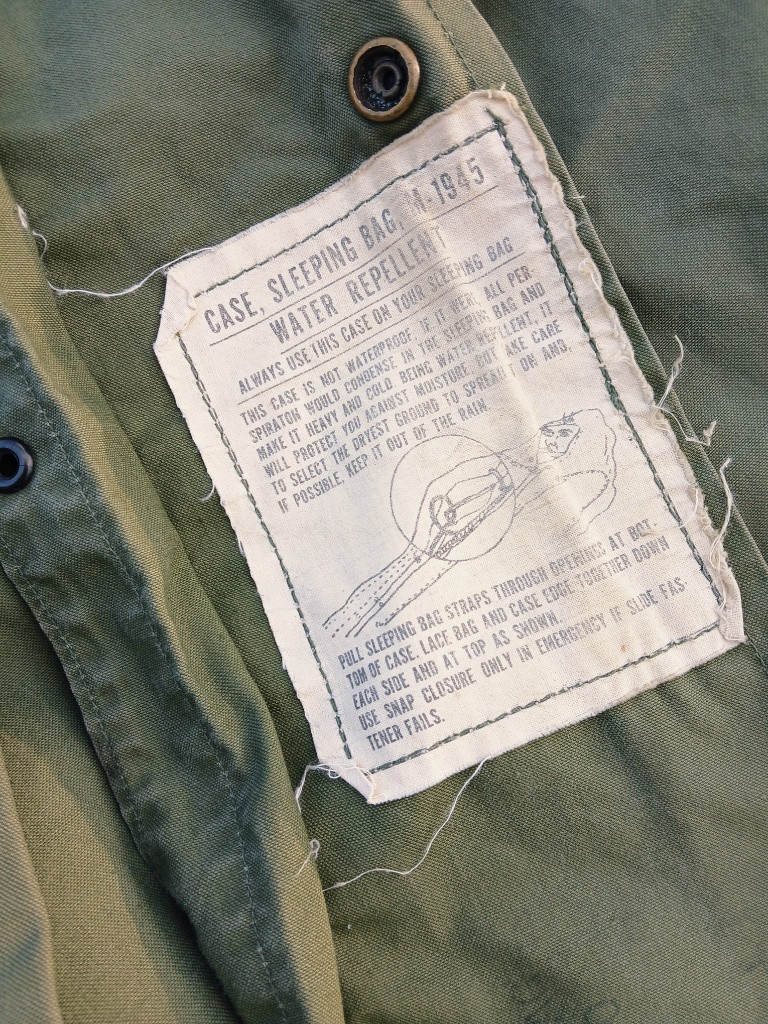 CASE, SLEEPING BAG, M-1945
WATER REPELLENT
ALWAYS USE THIS CASE ON YOUR SLEEPING BAG
THIS CASE IS NOT WATERPROOF. IF IT WERE, ALL PER-
SPIRATON WOULD CONDENSE IN THE SLEEPING BAG AND
MAKE IT HEAVY AND COLD. BEING WATER REPELLENT, IT
WILL PROTECT YOU AGAINST MOISTURE, BUT TAKE CARE
TO SELECT THE DRYEST GROUND TO SPREAD IT ON AND,
IF POSSIBLE, KEEP IT OUT OF THE RAIN.
PULL SLEEPING BAG STRAPS THROUGH OPENINGS AT BOT-
TOM OF CASE. LACE BAG AND CASE EDGE TOGETHER DOWN
EACH SIDE AND AT TOP AS SHOWN.
USE SNAP CLOSURE ONLY IN EMERGENCY IF SLIDE FAS-
TENER FAILS.